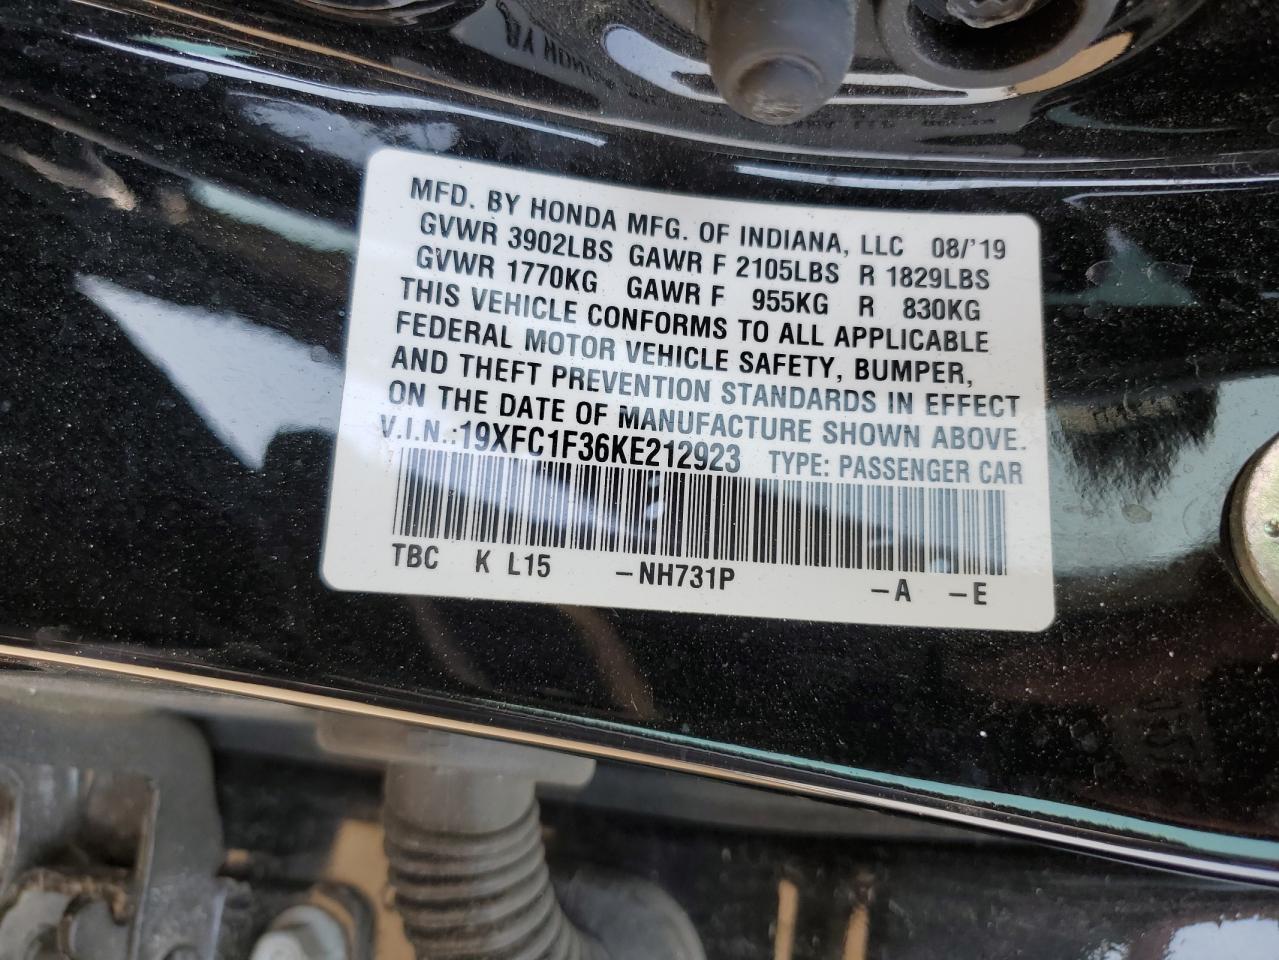 MFD. BY HONDA MFG. OF INDIANA, LLC 08/'19
GVWR 3902LBS GAWR F 2105LBS R 1829LBS
GVWR 1770KG GAWR F 955KG R 830KG
THIS VEHICLE CONFORMS TO ALL APPLICABLE
FEDERAL MOTOR VEHICLE SAFETY, BUMPER,
AND THEFT PREVENTION STANDARDS IN EFFECT
ON THE DATE OF MANUFACTURE SHOWN ABOVE.
V.I.N.:19XFC1F36KE212923 TYPE: PASSENGER CAR
TBC K L15 –NH731P –A –E